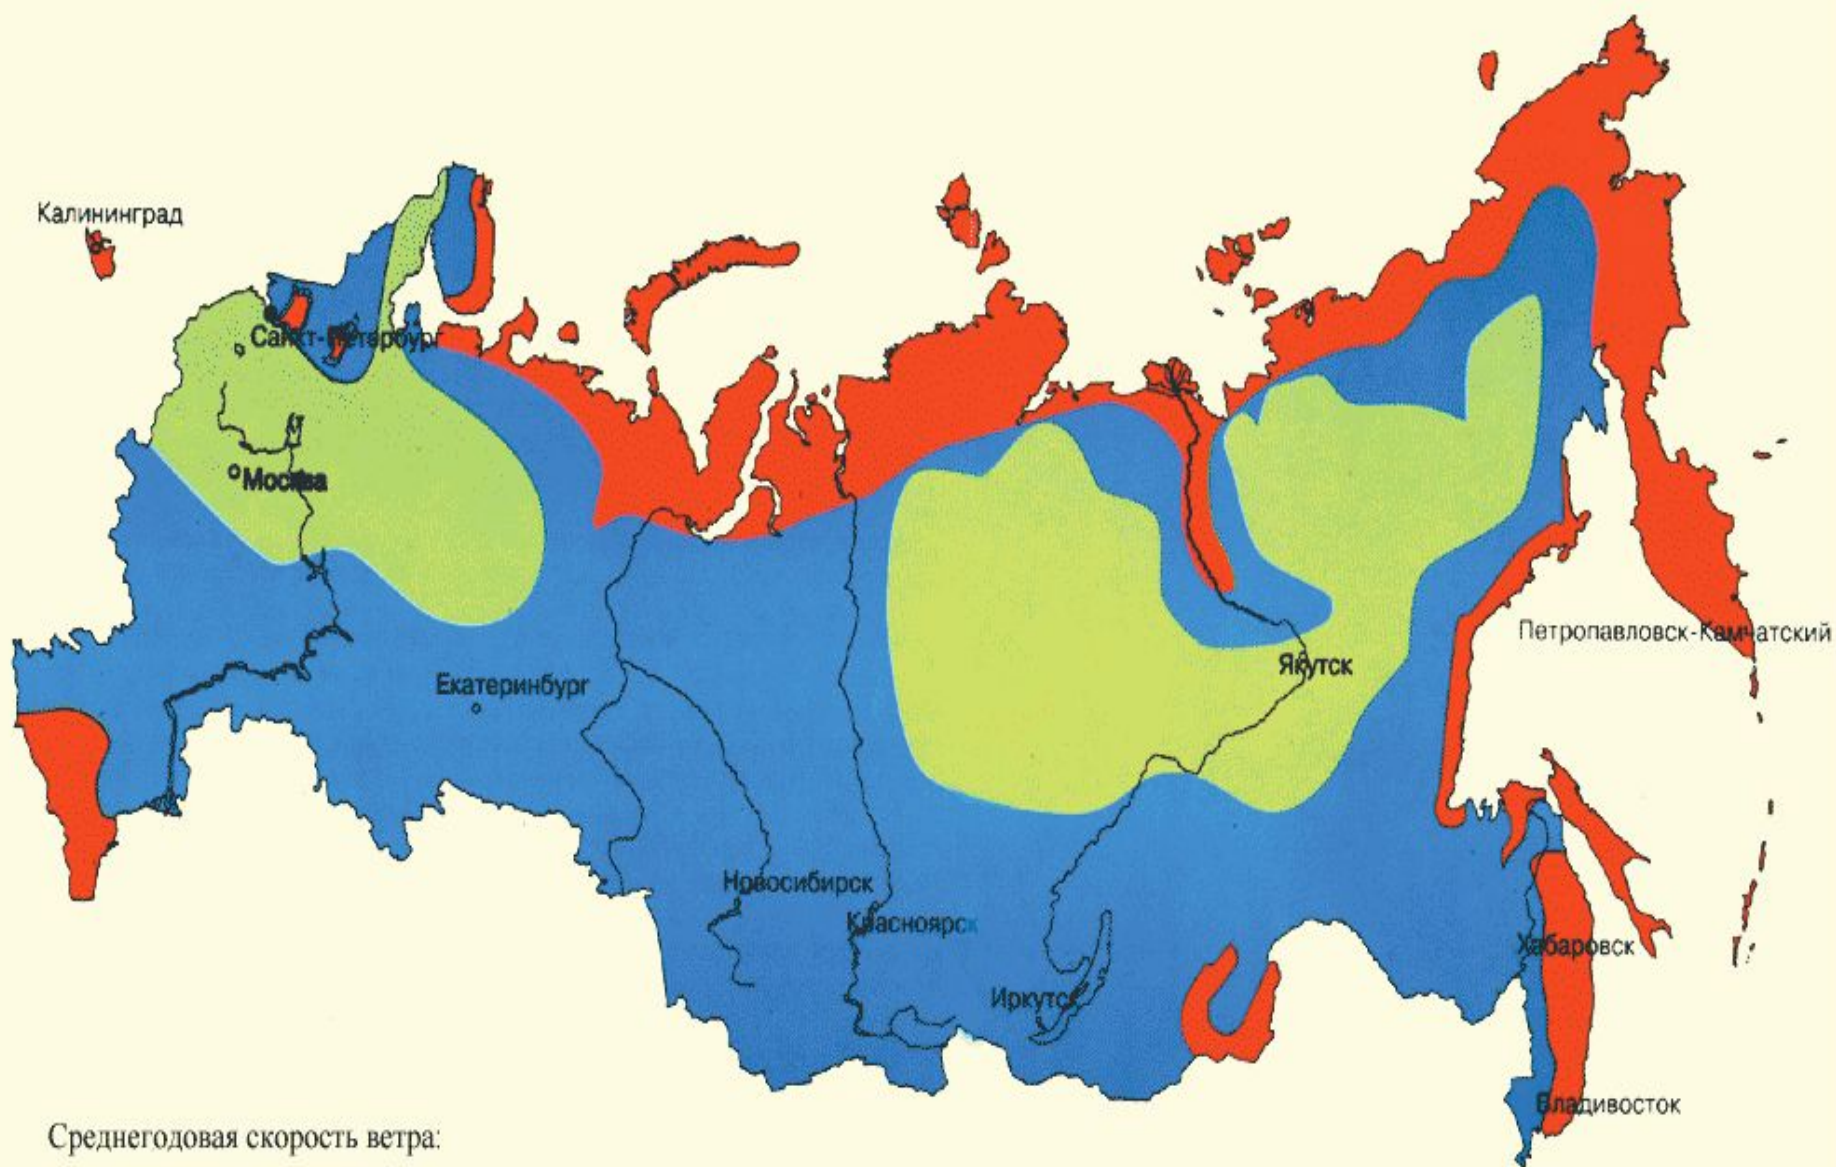 Калининград
Санкт-Петербург
Москва
Петропавловск-Камчатский
Якутск
Екатеринбург
Новосибирск
Красноярск
Хабаровск
Иркутск
Владивосток
Среднегодовая скорость ветра: